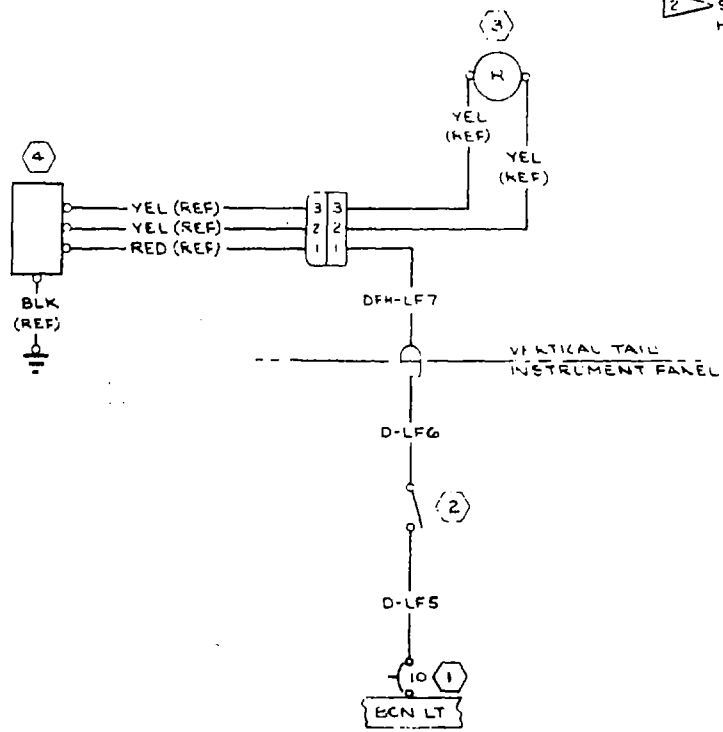 2 S
H
3
R
YEL
(REF)
YEL
(REF)
4
YEL (REF) 3 3
YEL (REF) 2 2
RED (REF) 1 1
BLK
(REF)
DFH-LF7
VERTICAL TAIL
INSTRUMENT PANEL
D-LF6
2
D-LF5
10 1
BCN LT